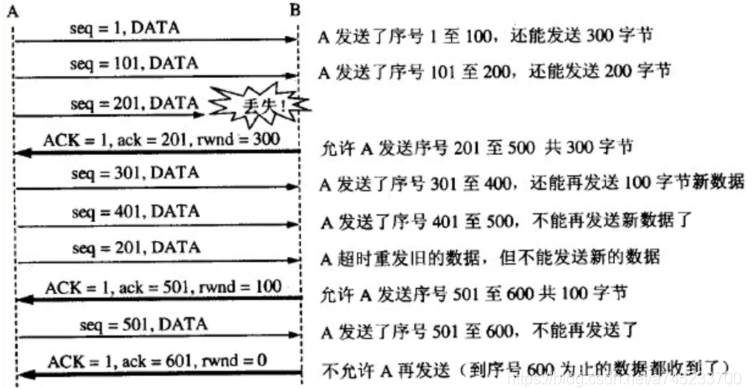 A B
seq = 1, DATA A 发送了序号 1 至 100，还能发送 300 字节
seq = 101, DATA A 发送了序号 101 至 200，还能发送 200 字节
seq = 201, DATA 丢失！
ACK = 1, ack = 201, rwnd = 300 允许 A 发送序号 201 至 500 共 300 字节
seq = 301, DATA A 发送了序号 301 至 400，还能再发送 100 字节新数据
seq = 401, DATA A 发送了序号 401 至 500，不能再发送新数据了
seq = 201, DATA A 超时重发旧的数据，但不能发送新的数据
ACK = 1, ack = 501, rwnd = 100 允许 A 发送序号 501 至 600 共 100 字节
seq = 501, DATA A 发送了序号 501 至 600，不能再发送了
ACK = 1, ack = 601, rwnd = 0 不允许 A 再发送（到序号 600 为止的数据都收到了）